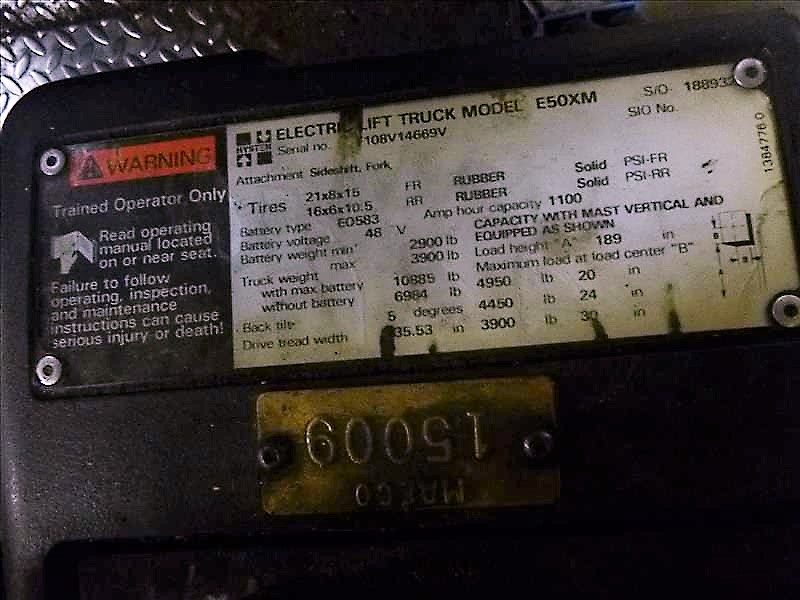 WARNING
Trained Operator Only
Read operating
manual located
on or near seat.
Failure to follow
operating, inspection,
and maintenance
instructions can cause
serious injury or death!
HYSTER
ELECTRIC LIFT TRUCK MODEL E50XM
S/O 188932
Serial no. 108V14669V
SIO No.
Attachment Sideshift, Fork,
Tires 21x8x15 FR RUBBER Solid PSI-FR
16x6x10.5 RR RUBBER Solid PSI-RR
Battery type EO583 Amp hour capacity 1100
Battery voltage 48 V
Battery weight min 2900 lb
max 3900 lb
Truck weight
with max. battery 10885 lb
without battery 6984 lb
Back tilt 5 degrees
Drive tread width 35.53 in
CAPACITY WITH MAST VERTICAL AND
EQUIPPED AS SHOWN
Load height "A" 189 in
Maximum load at load center "B"
4950 lb 20 in
4450 lb 24 in
3900 lb 30 in
A
B
1384776 0
15009